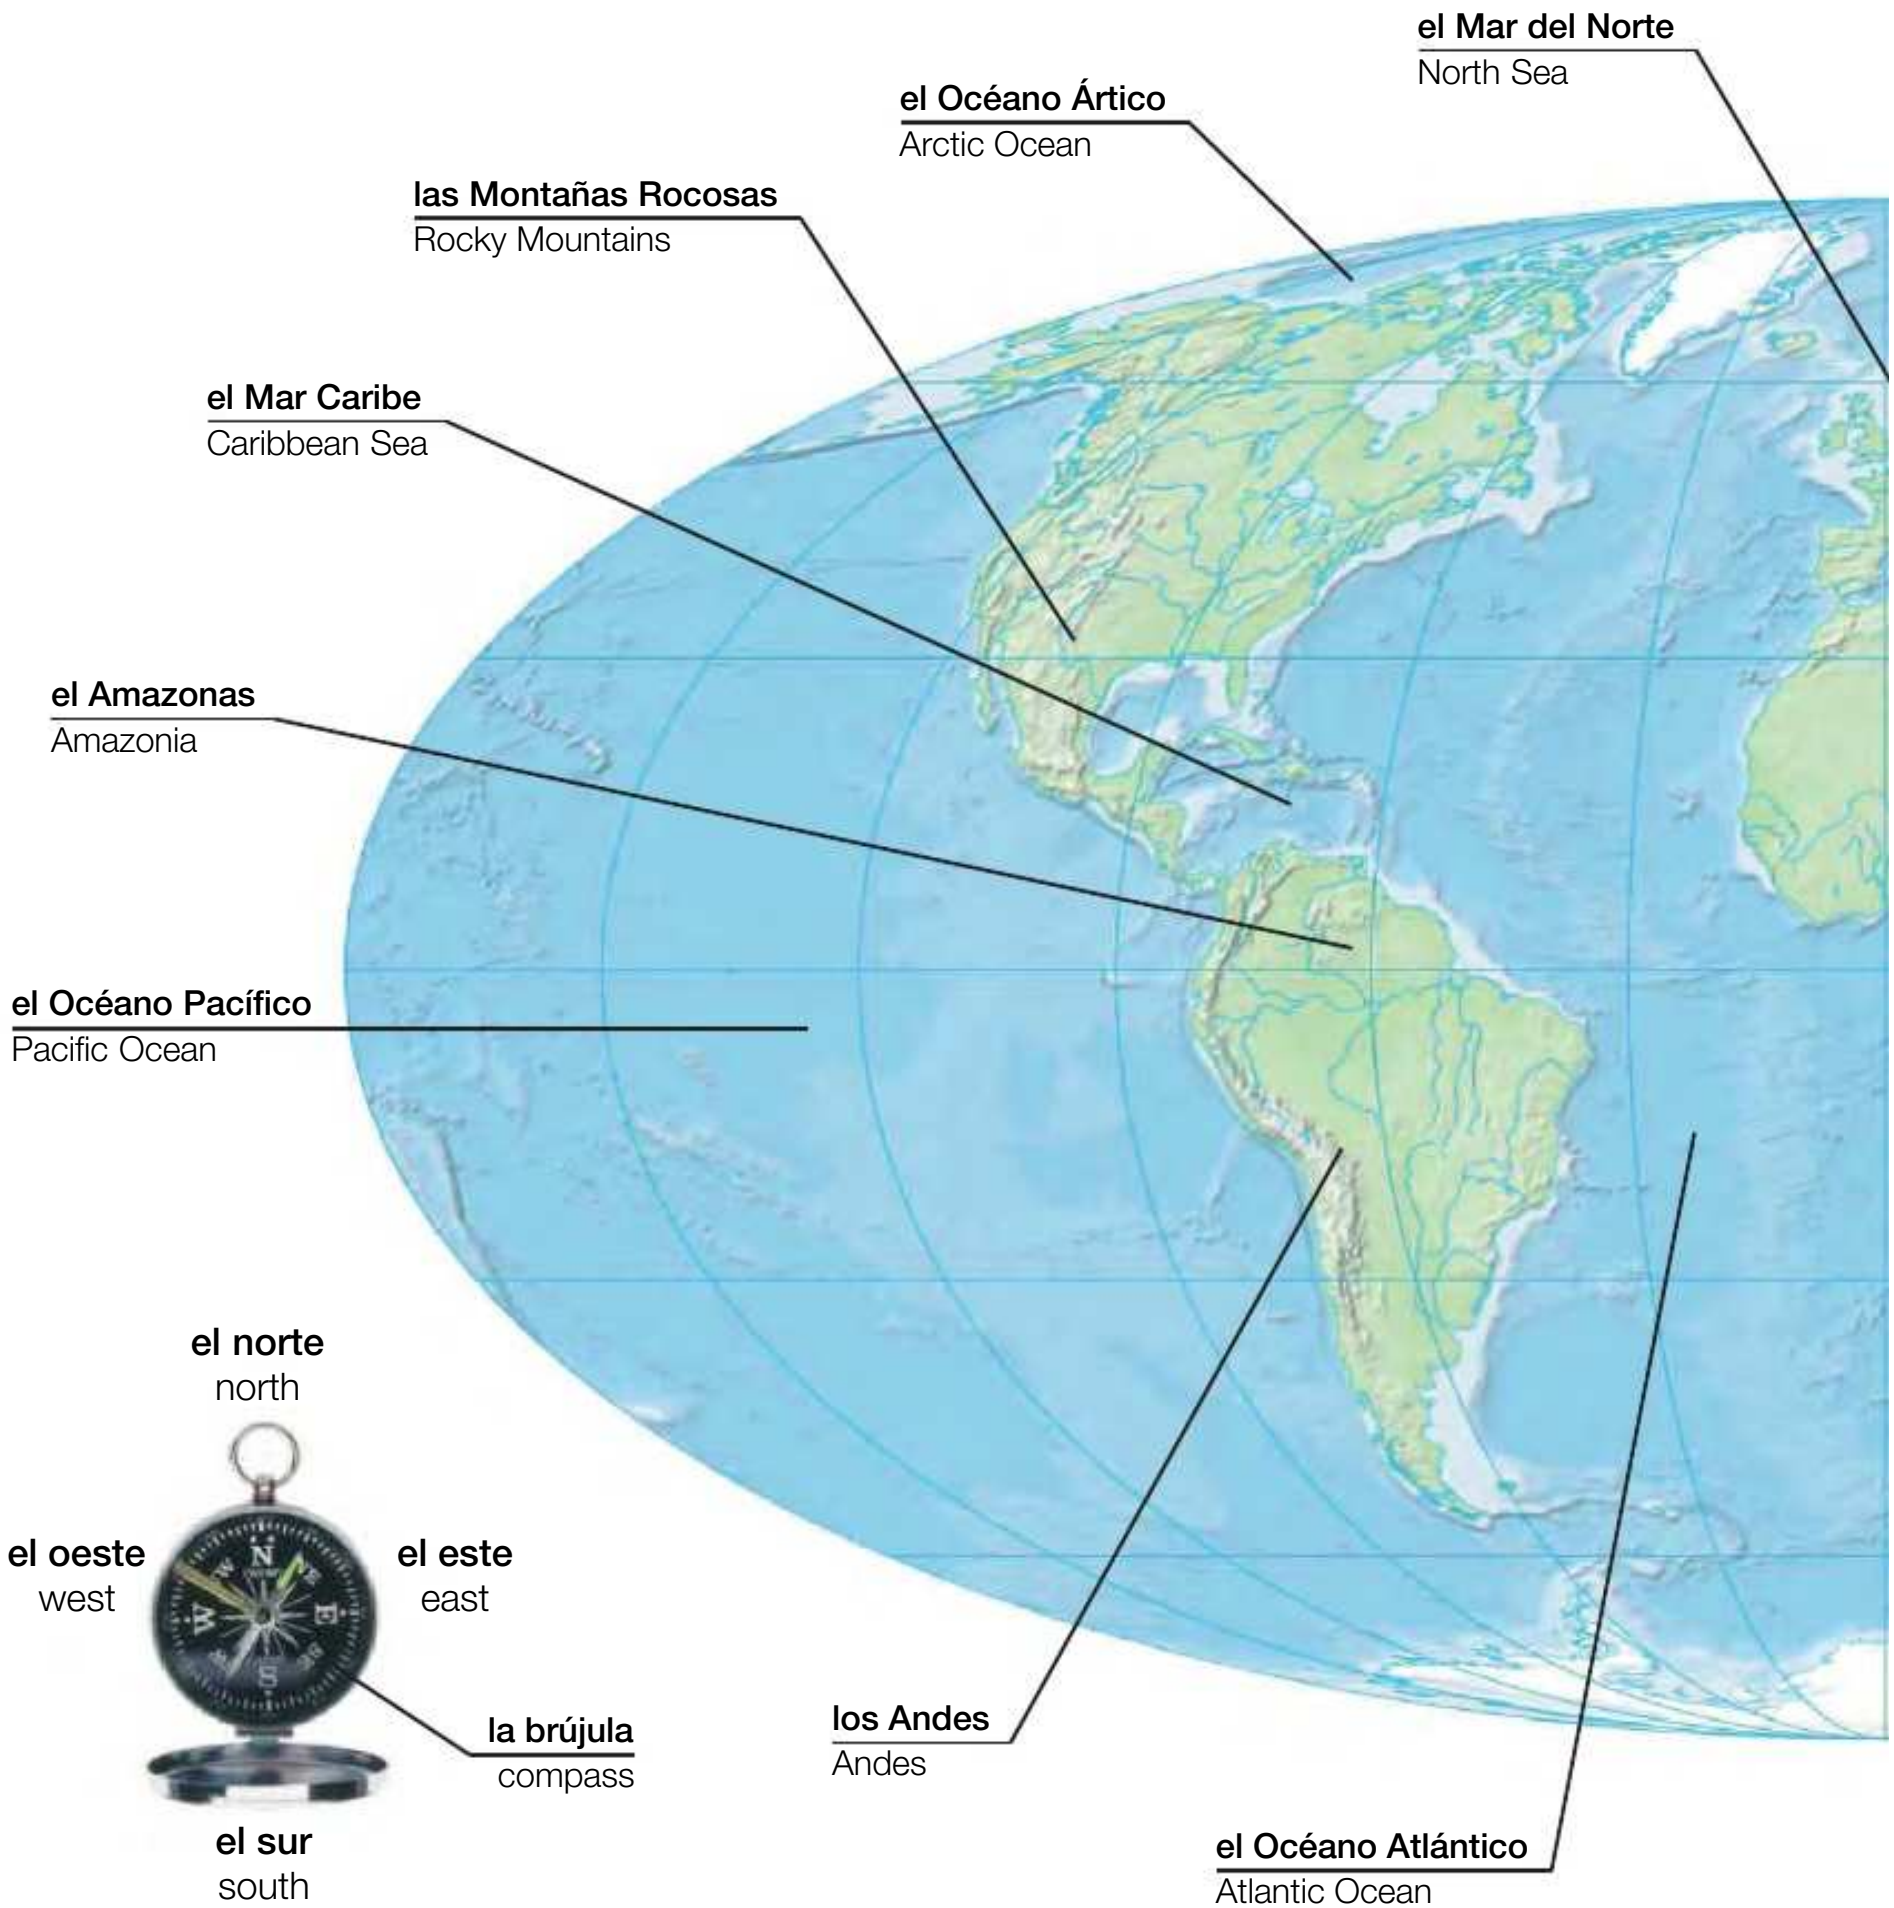 el Mar del Norte
North Sea
el Océano Ártico
Arctic Ocean
las Montañas Rocosas
Rocky Mountains
el Mar Caribe
Caribbean Sea
el Amazonas
Amazonia
el Océano Pacífico
Pacific Ocean
el norte
north
el oeste
west
N
E
S
W
el este
east
la brújula
compass
el sur
south
los Andes
Andes
el Océano Atlántico
Atlantic Ocean